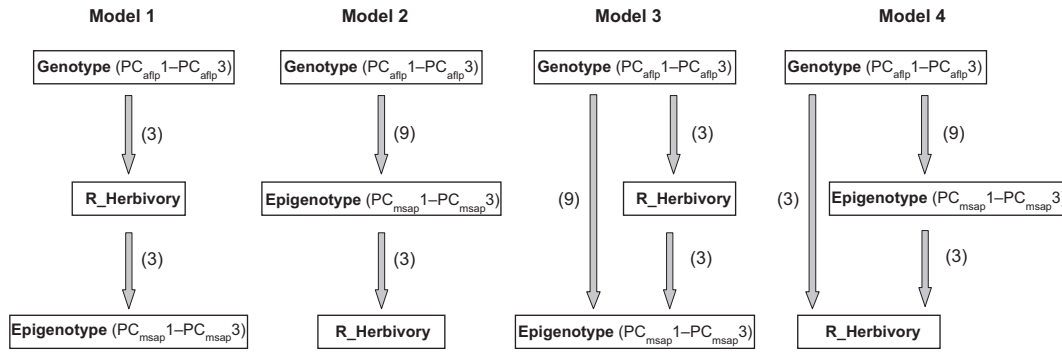 Model 1
Genotype (PCaflp1–PCaflp3)
(3)
R_Herbivory
(3)
Epigenotype (PCmsap1–PCmsap3)
Model 2
Genotype (PCaflp1–PCaflp3)
(9)
Epigenotype (PCmsap1–PCmsap3)
(3)
R_Herbivory
Model 3
Genotype (PCaflp1–PCaflp3)
(3)
R_Herbivory
(9)
(3)
Epigenotype (PCmsap1–PCmsap3)
Model 4
Genotype (PCaflp1–PCaflp3)
(9)
Epigenotype (PCmsap1–PCmsap3)
(3)
(3)
R_Herbivory